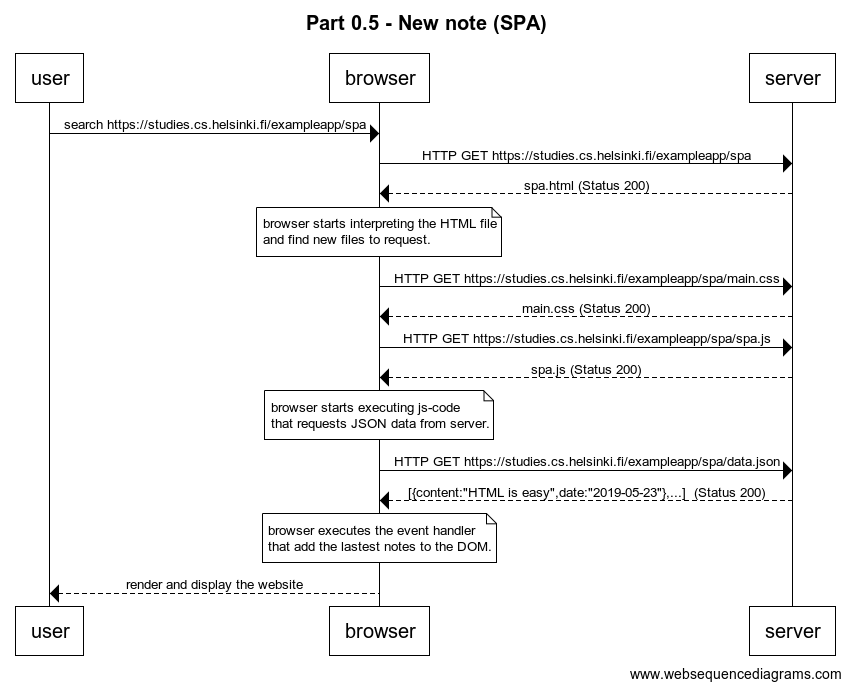 Part 0.5 - New note (SPA)
user
browser
server
search https://studies.cs.helsinki.fi/exampleapp/spa
HTTP GET https://studies.cs.helsinki.fi/exampleapp/spa
spa.html (Status 200)
browser starts interpreting the HTML file
and find new files to request.
HTTP GET https://studies.cs.helsinki.fi/exampleapp/spa/main.css
main.css (Status 200)
HTTP GET https://studies.cs.helsinki.fi/exampleapp/spa/spa.js
spa.js (Status 200)
browser starts executing js-code
that requests JSON data from server.
HTTP GET https://studies.cs.helsinki.fi/exampleapp/spa/data.json
[{content:"HTML is easy",date:"2019-05-23"},...] (Status 200)
browser executes the event handler
that add the lastest notes to the DOM.
render and display the website
user
browser
server
www.websequencediagrams.com